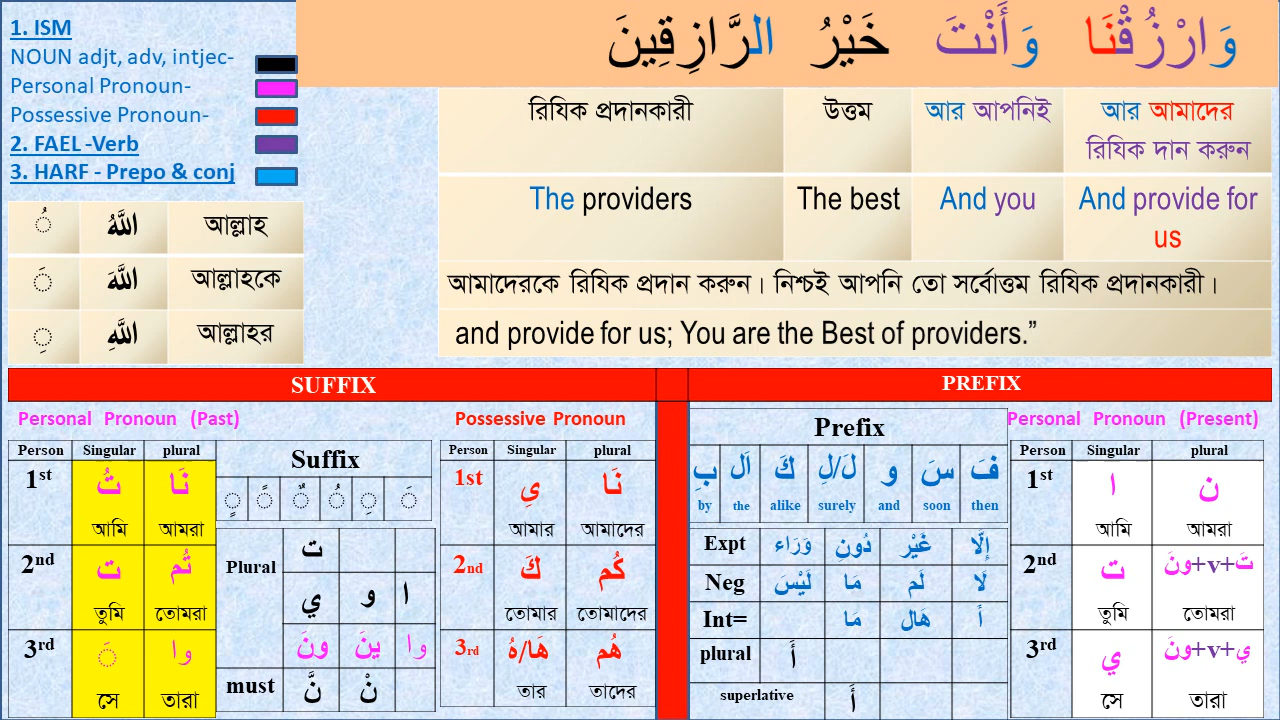 1. ISM
NOUN adjt, adv, intjec-
Personal Pronoun-
Possessive Pronoun-
2. FAEL -Verb
3. HARF - Prepo & conj
وَارْزُقْنَا وَأَنْتَ خَيْرُ الرَّازِقِينَ
রিযিক প্রদানকারী উত্তম আর আপনিই আর আমাদের
রিযিক দান করুন
The providers The best And you And provide for
us
আমাদেরকে রিযিক প্রদান করুন। নিশ্চই আপনি তো সর্বোত্তম রিযিক প্রদানকারী।
and provide for us; You are the Best of providers.”
ُ اللَّهُ আল্লাহ
َ اللَّهَ আল্লাহকে
ِ اللَّهِ আল্লাহর
SUFFIX
PREFIX
Personal Pronoun (Past)
Person Singular plural
1st تُ نَا
আমি আমরা
2nd ت تُم
তুমি তোমরা
3rd َ وا
সে তারা
Suffix
ٍ ً ٌ ُ ِ َ
Plural ت
ي و ا
ونَ ينَ وا
must نَّ نْ
Possessive Pronoun
Person Singular plural
1st ىِ نَا
আমার আমাদের
2nd كَ كُم
তোমার তোমাদের
3rd هَا/هُ هُم
তার তাদের
Prefix
بِ اَل كَ لَ/لِ و سَ فَ
by the alike surely and soon then
Expt وَرَاء دُونِ غَيْر إِلَّا
Neg لَيْسَ مَا لَم لَا
Int= مَا هَال أَ
plural أَ
superlative أَ
Personal Pronoun (Present)
Person Singular plural
1st ا ن
আমি আমরা
2nd ت تَ+v+ونَ
তুমি তোমরা
3rd ي ي+v+ونَ
সে তারা